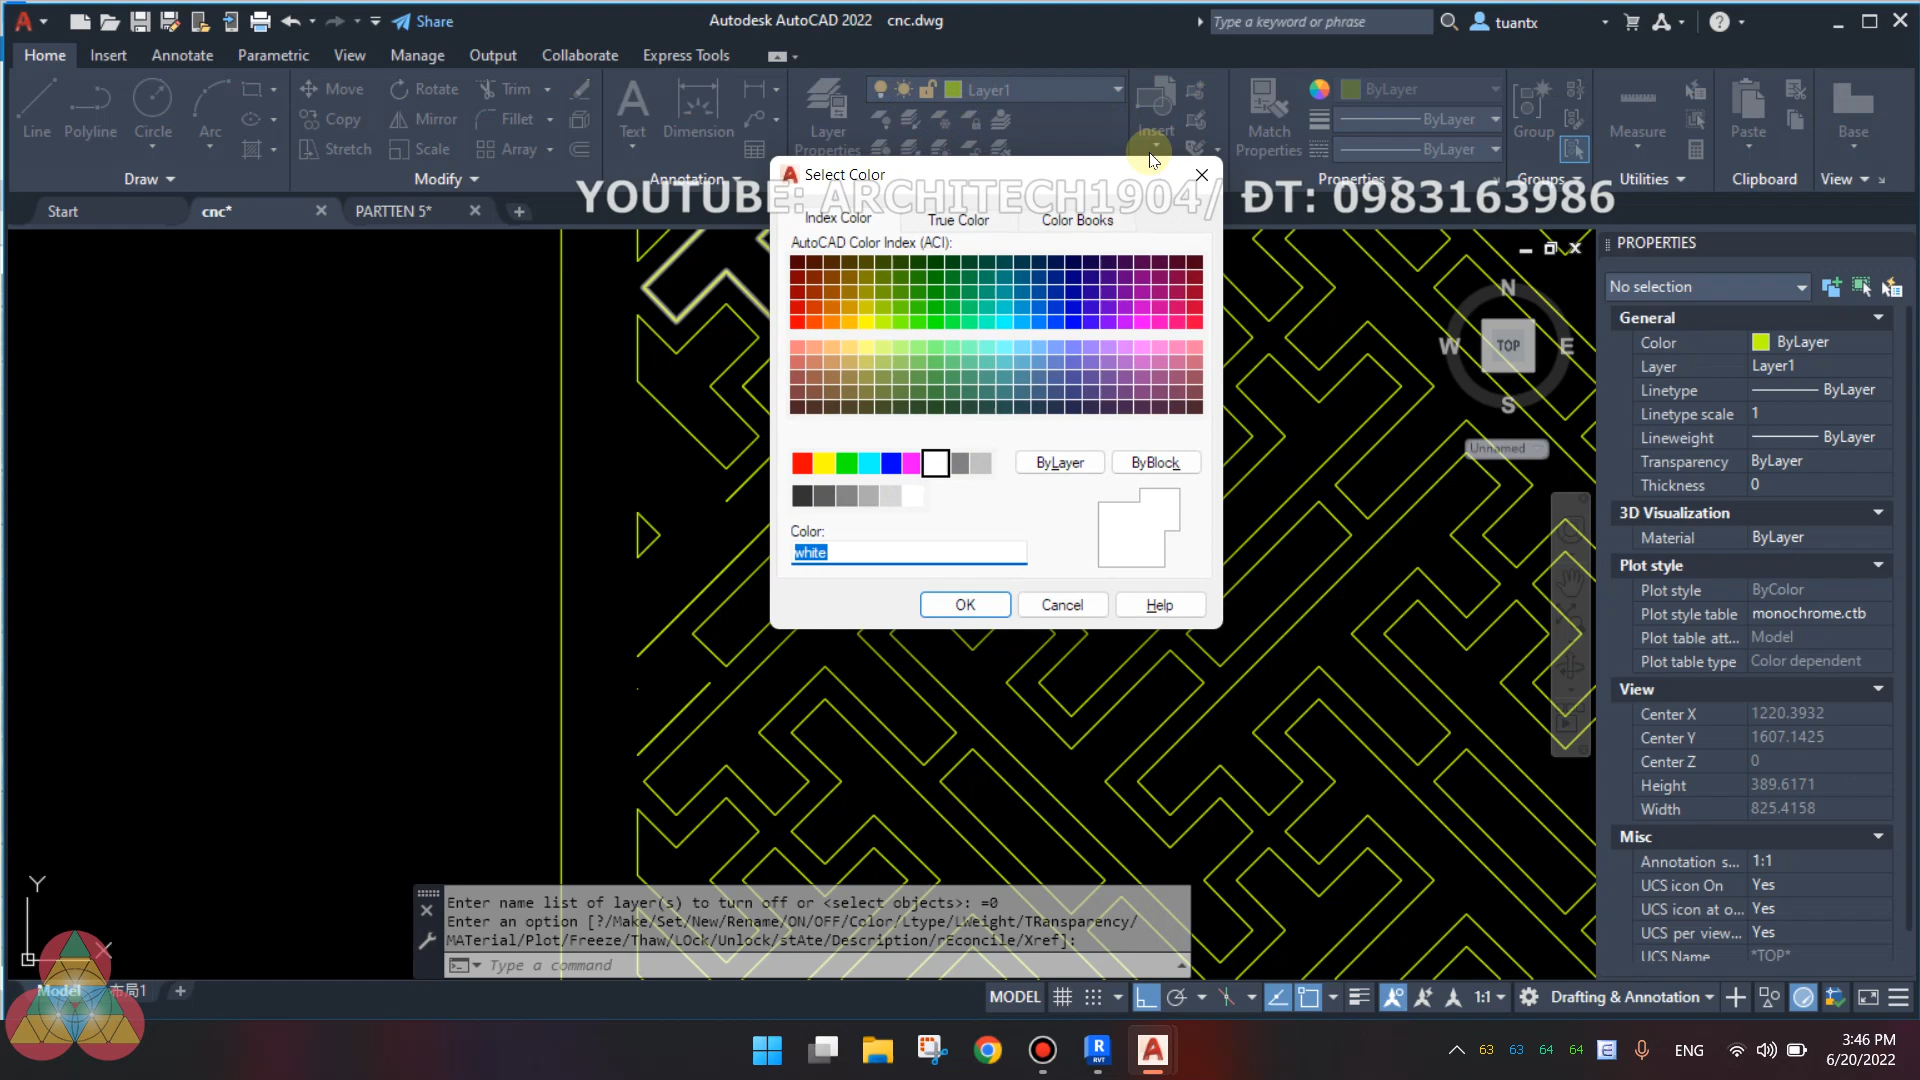 Share
Autodesk AutoCAD 2022 cnc.dwg
Type a keyword or phrase
tuantx
Home Insert Annotate Parametric View Manage Output Collaborate Express Tools
Line Polyline Circle Arc
Move Rotate Trim
Copy Mirror Fillet
Stretch Scale Array
Text Dimension
Layer
Properties
Layer1
Insert
Match
Properties
ByLayer
ByLayer
ByLayer
Group
Measure
Paste
Base
Draw Modify Annotation Properties Groups Utilities Clipboard View
YOUTUBE: ARCHITECH1904/ ĐT: 0983163986
Start cnc* PARTTEN 5*
Select Color
Index Color True Color Color Books
AutoCAD Color Index (ACI):
ByLayer ByBlock
Color:
white
OK Cancel Help
N
W TOP E
S
Unnamed
PROPERTIES
No selection
General
Color ByLayer
Layer Layer1
Linetype ByLayer
Linetype scale 1
Lineweight ByLayer
Transparency ByLayer
Thickness 0
3D Visualization
Material ByLayer
Plot style
Plot style ByColor
Plot style table monochrome.ctb
Plot table att... Model
Plot table type Color dependent
View
Center X 1220.3932
Center Y 1607.1425
Center Z 0
Height 389.6171
Width 825.4158
Misc
Annotation s... 1:1
UCS icon On Yes
UCS icon at o... Yes
UCS per view... Yes
UCS Name *TOP*
Y
X
Enter name list of layer(s) to turn off or <select objects>: =0
Enter an option [?/Make/Set/New/Rename/ON/OFF/Color/Ltype/LWeight/TRansparency/
MATerial/Plot/Freeze/Thaw/LOck/Unlock/stAte/Description/rEconcile/Xref]:
Type a command
Model 布局1
MODEL 1:1 Drafting & Annotation
63 63 64 64 ENG
3:46 PM
6/20/2022